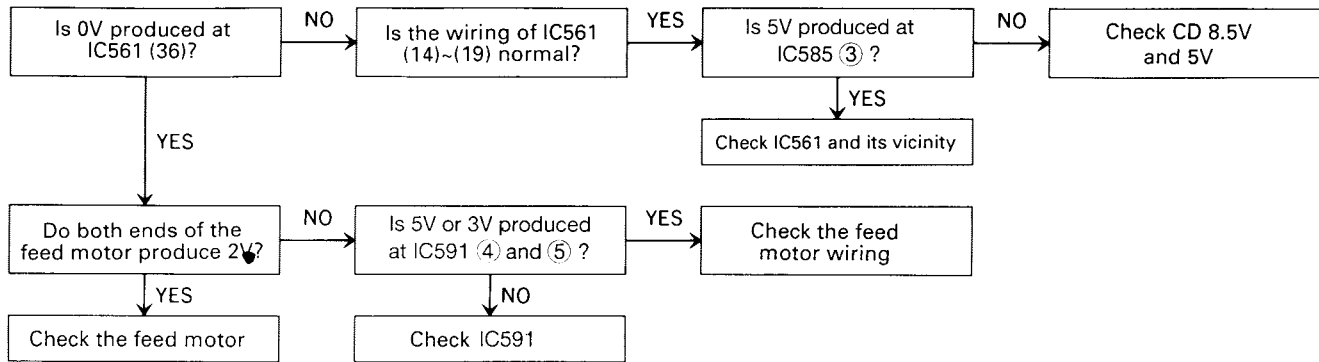 Is 0V produced at
IC561 (36)?
NO
Is the wiring of IC561
(14)~(19) normal?
YES
Is 5V produced at
IC585 ③ ?
NO
Check CD 8.5V
and 5V
YES
Check IC561 and its vicinity
YES
Do both ends of the
feed motor produce 2V?
NO
Is 5V or 3V produced
at IC591 ④ and ⑤ ?
YES
Check the feed
motor wiring
YES
Check the feed motor
NO
Check IC591